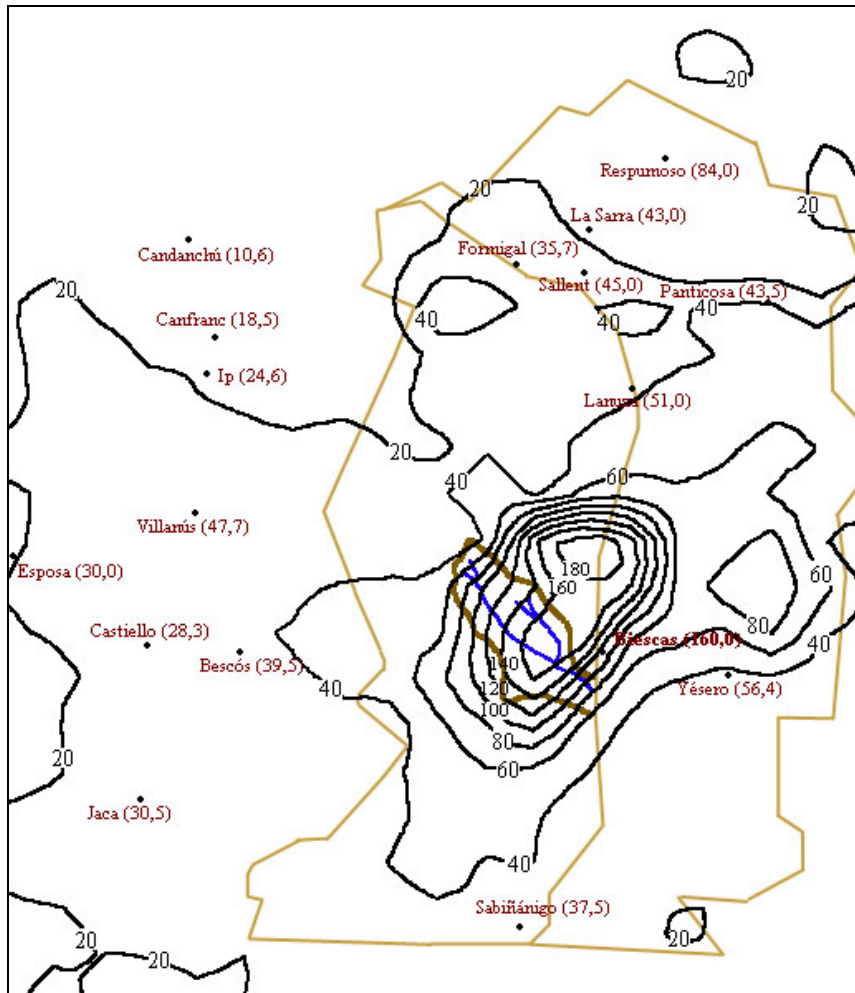 20
Respumoso (84,0)
20
20
La Sarra (43,0)
Formigal (35,7)
Candanchú (10,6)
Sallent (45,0)
20
Panticosa (43,5)
40
Canfranc (18,5)
40
40
Ip (24,6)
Lanuza (51,0)
20
60
40
Villanús (47,7)
180
Esposa (30,0)
60
160
80
Castiello (28,3)
Biescas (160,0)
40
Bescós (39,5)
140
40
120
Yésero (56,4)
100
80
20
60
Jaca (30,5)
40
Sabiñánigo (37,5)
20
20
20